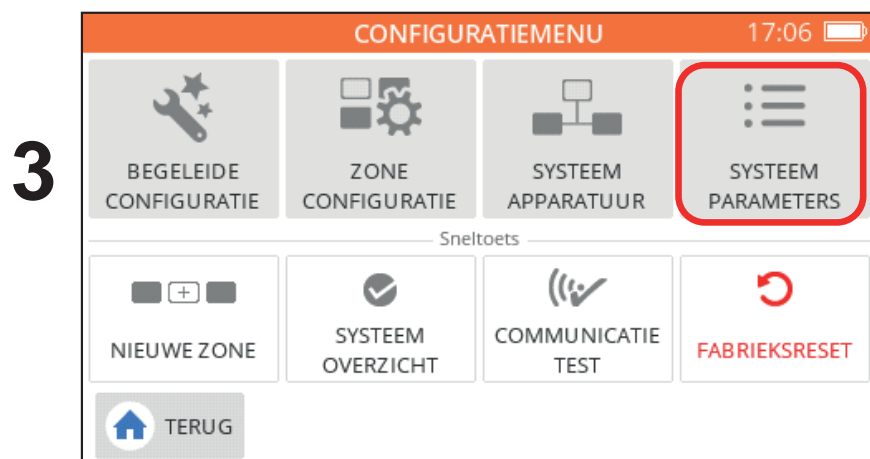 CONFIGURATIEMENU 17:06
3
BEGELEIDE
CONFIGURATIE
ZONE
CONFIGURATIE
SYSTEEM
APPARATUUR
SYSTEEM
PARAMETERS
Sneltoets
NIEUWE ZONE
SYSTEEM
OVERZICHT
COMMUNICATIE
TEST
FABRIEKSRESET
TERUG